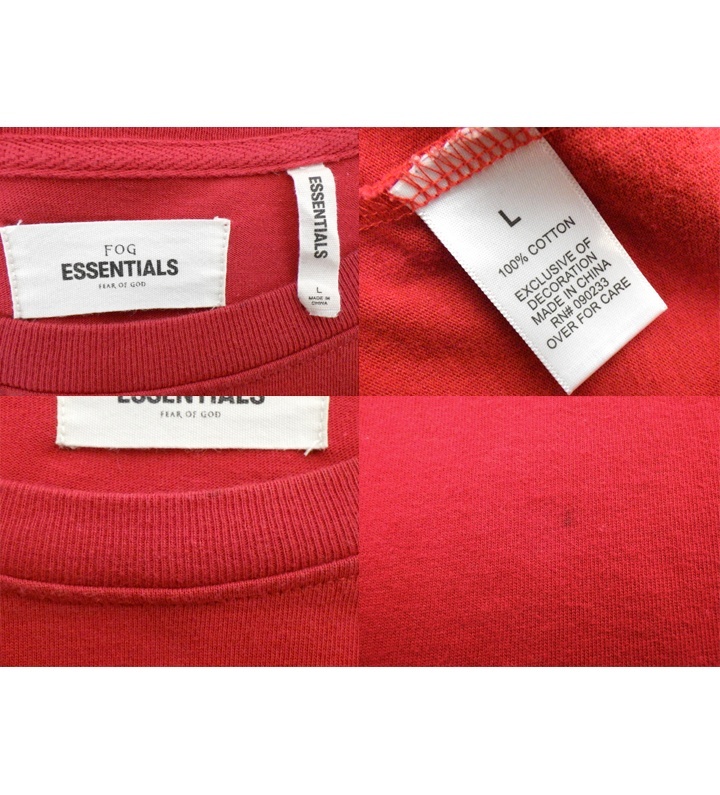 FOG
ESSENTIALS
FEAR OF GOD
ESSENTIALS
L
MADE IN
CHINA
L
100% COTTON
EXCLUSIVE OF
DECORATION
MADE IN CHINA
RN# 090233
OVER FOR CARE
ESSENTIALS
FEAR OF GOD